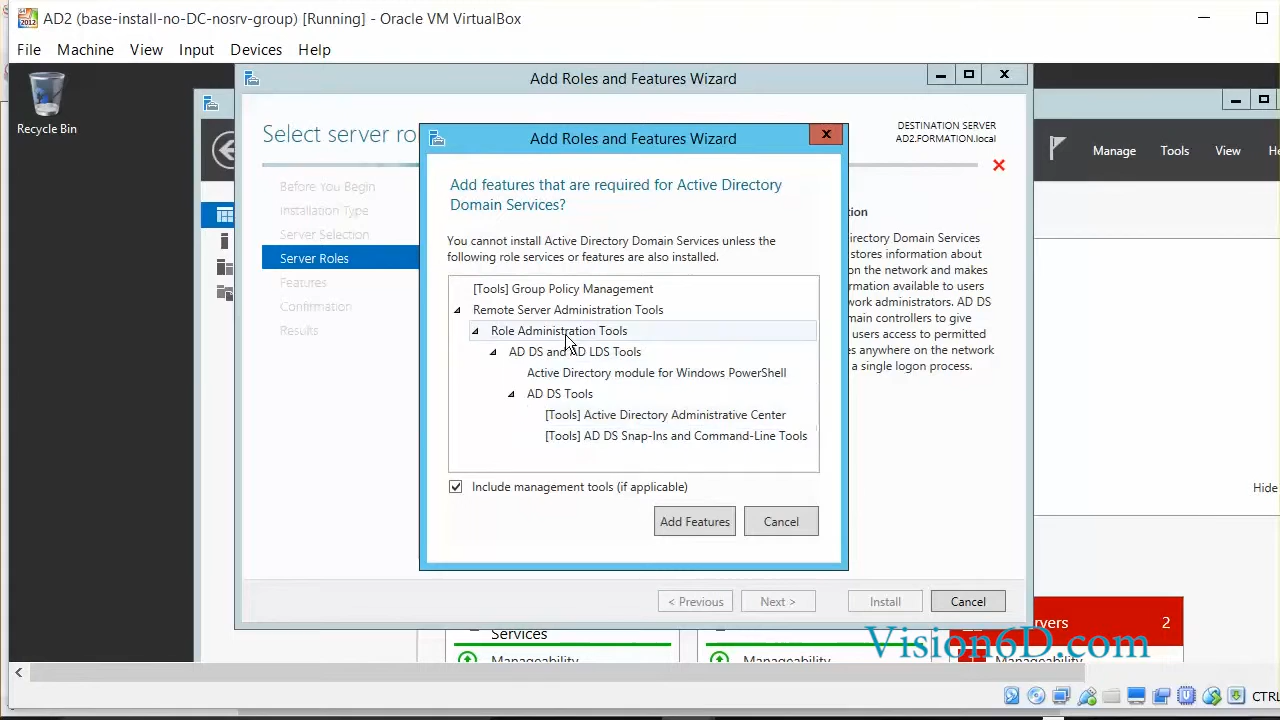 AD2 (base-install-no-DC-nosrv-group) [Running] - Oracle VM VirtualBox
File Machine View Input Devices Help
Recycle Bin
Add Roles and Features Wizard
Select server ro
DESTINATION SERVER
AD2.FORMATION.local
Before You Begin
Installation Type
Server Selection
Server Roles
Features
Confirmation
Results
Add Roles and Features Wizard
Add features that are required for Active Directory
Domain Services?
You cannot install Active Directory Domain Services unless the
following role services or features are also installed.
[Tools] Group Policy Management
Remote Server Administration Tools
Role Administration Tools
AD DS and AD LDS Tools
Active Directory module for Windows PowerShell
AD DS Tools
[Tools] Active Directory Administrative Center
[Tools] AD DS Snap-Ins and Command-Line Tools
Include management tools (if applicable)
Add Features Cancel
tion
irectory Domain Services
stores information about
on the network and makes
rmation available to users
work administrators. AD DS
main controllers to give
users access to permitted
es anywhere on the network
a single logon process.
< Previous Next > Install Cancel
Manage Tools View He
Hide
Services
Manageability
Manageability
ervers 2
1 Manageability
Vision6D.com
CTRL